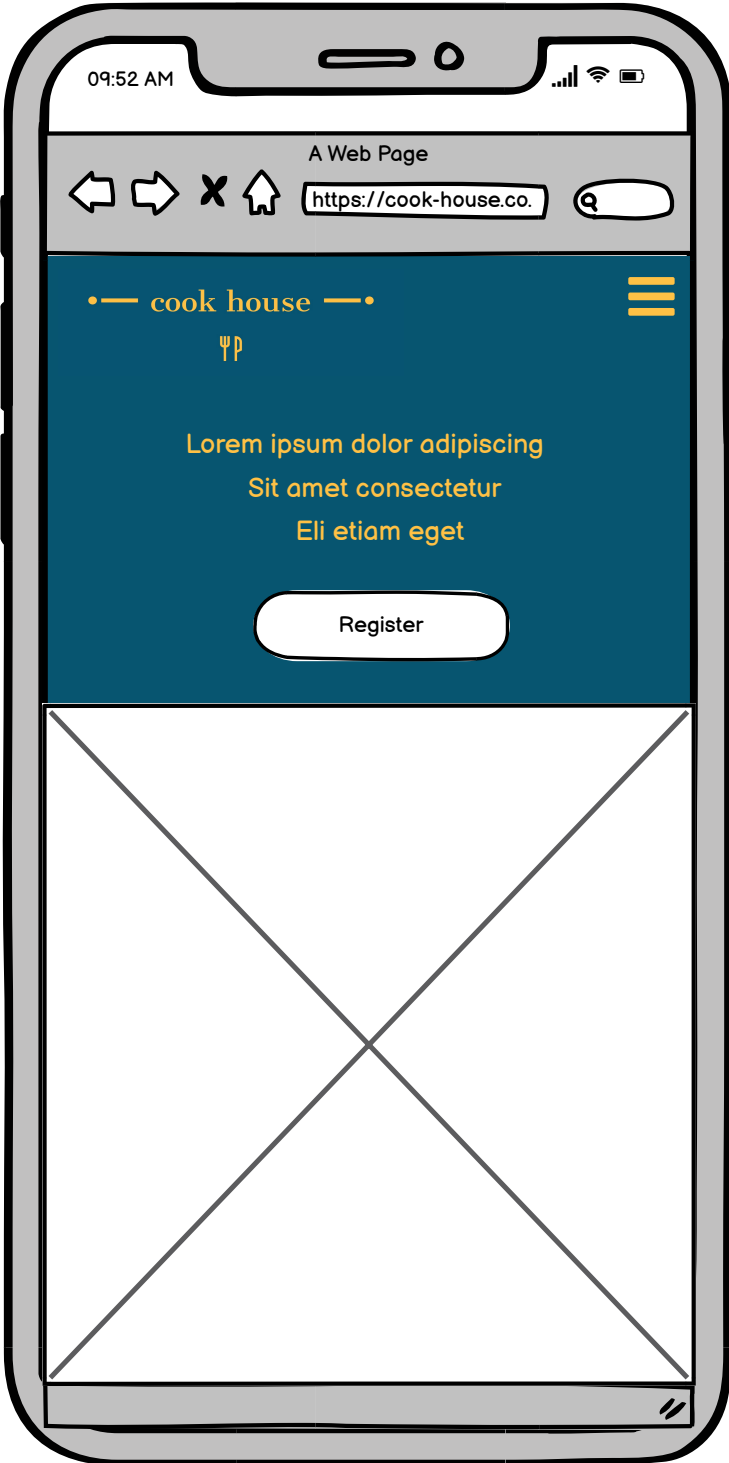 09:52 AM
A Web Page
https://cook-house.co.
cook house
Lorem ipsum dolor adipiscing
Sit amet consectetur
Eli etiam eget
Register